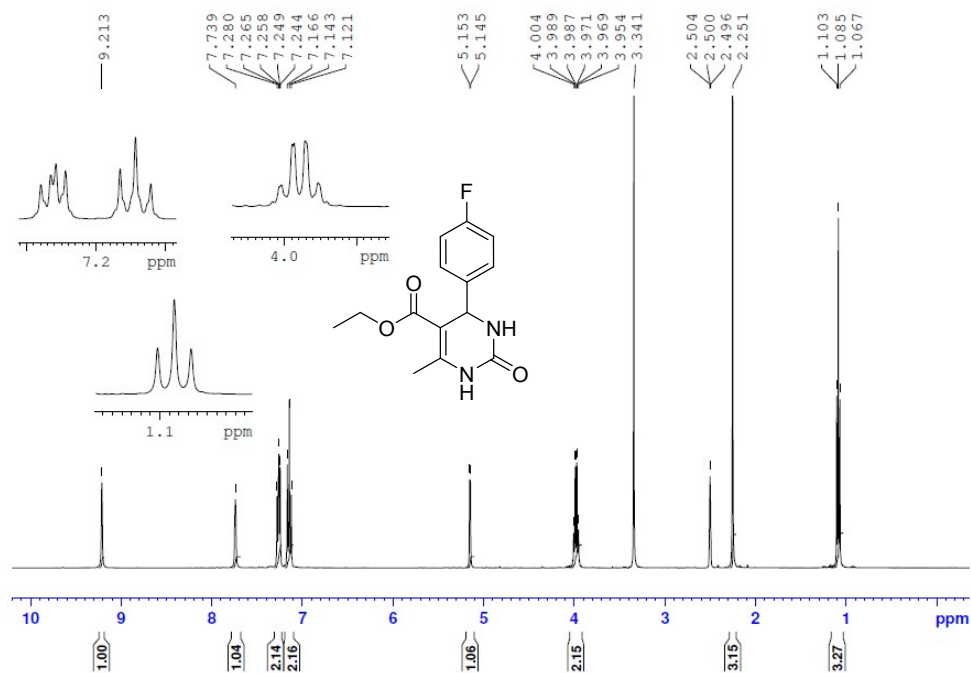 9.213
7.739
7.280
7.265
7.258
7.249
7.244
7.166
7.143
7.121
5.153
5.145
4.004
3.989
3.987
3.971
3.969
3.954
3.341
2.504
2.500
2.496
2.251
1.103
1.085
1.067
7.2 ppm
4.0 ppm
1.1 ppm
F
O
O
NH
N
H
O
10 9 8 7 6 5 4 3 2 1 ppm
1.00 1.04 2.14 2.16 1.06 2.15 3.15 3.27